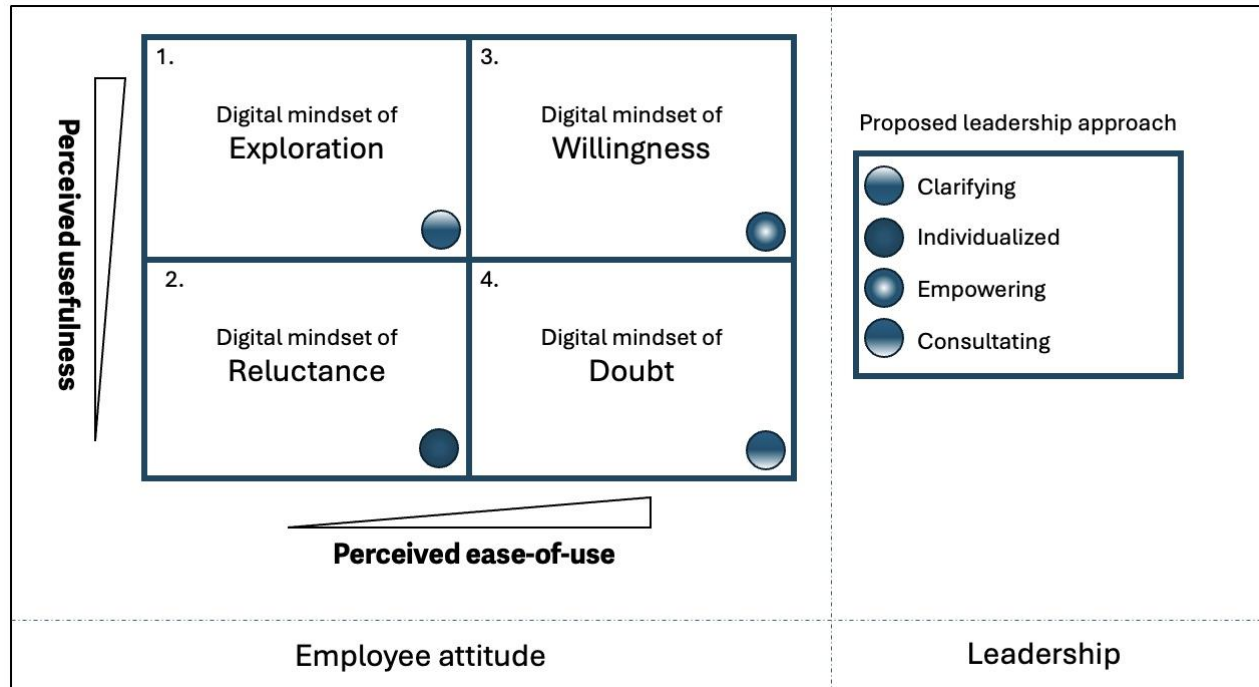 1.
Digital mindset of
Exploration
3.
Digital mindset of
Willingness
2.
Digital mindset of
Reluctance
4.
Digital mindset of
Doubt
Perceived usefulness
Perceived ease-of-use
Proposed leadership approach
Clarifying
Individualized
Empowering
Consultating
Employee attitude
Leadership